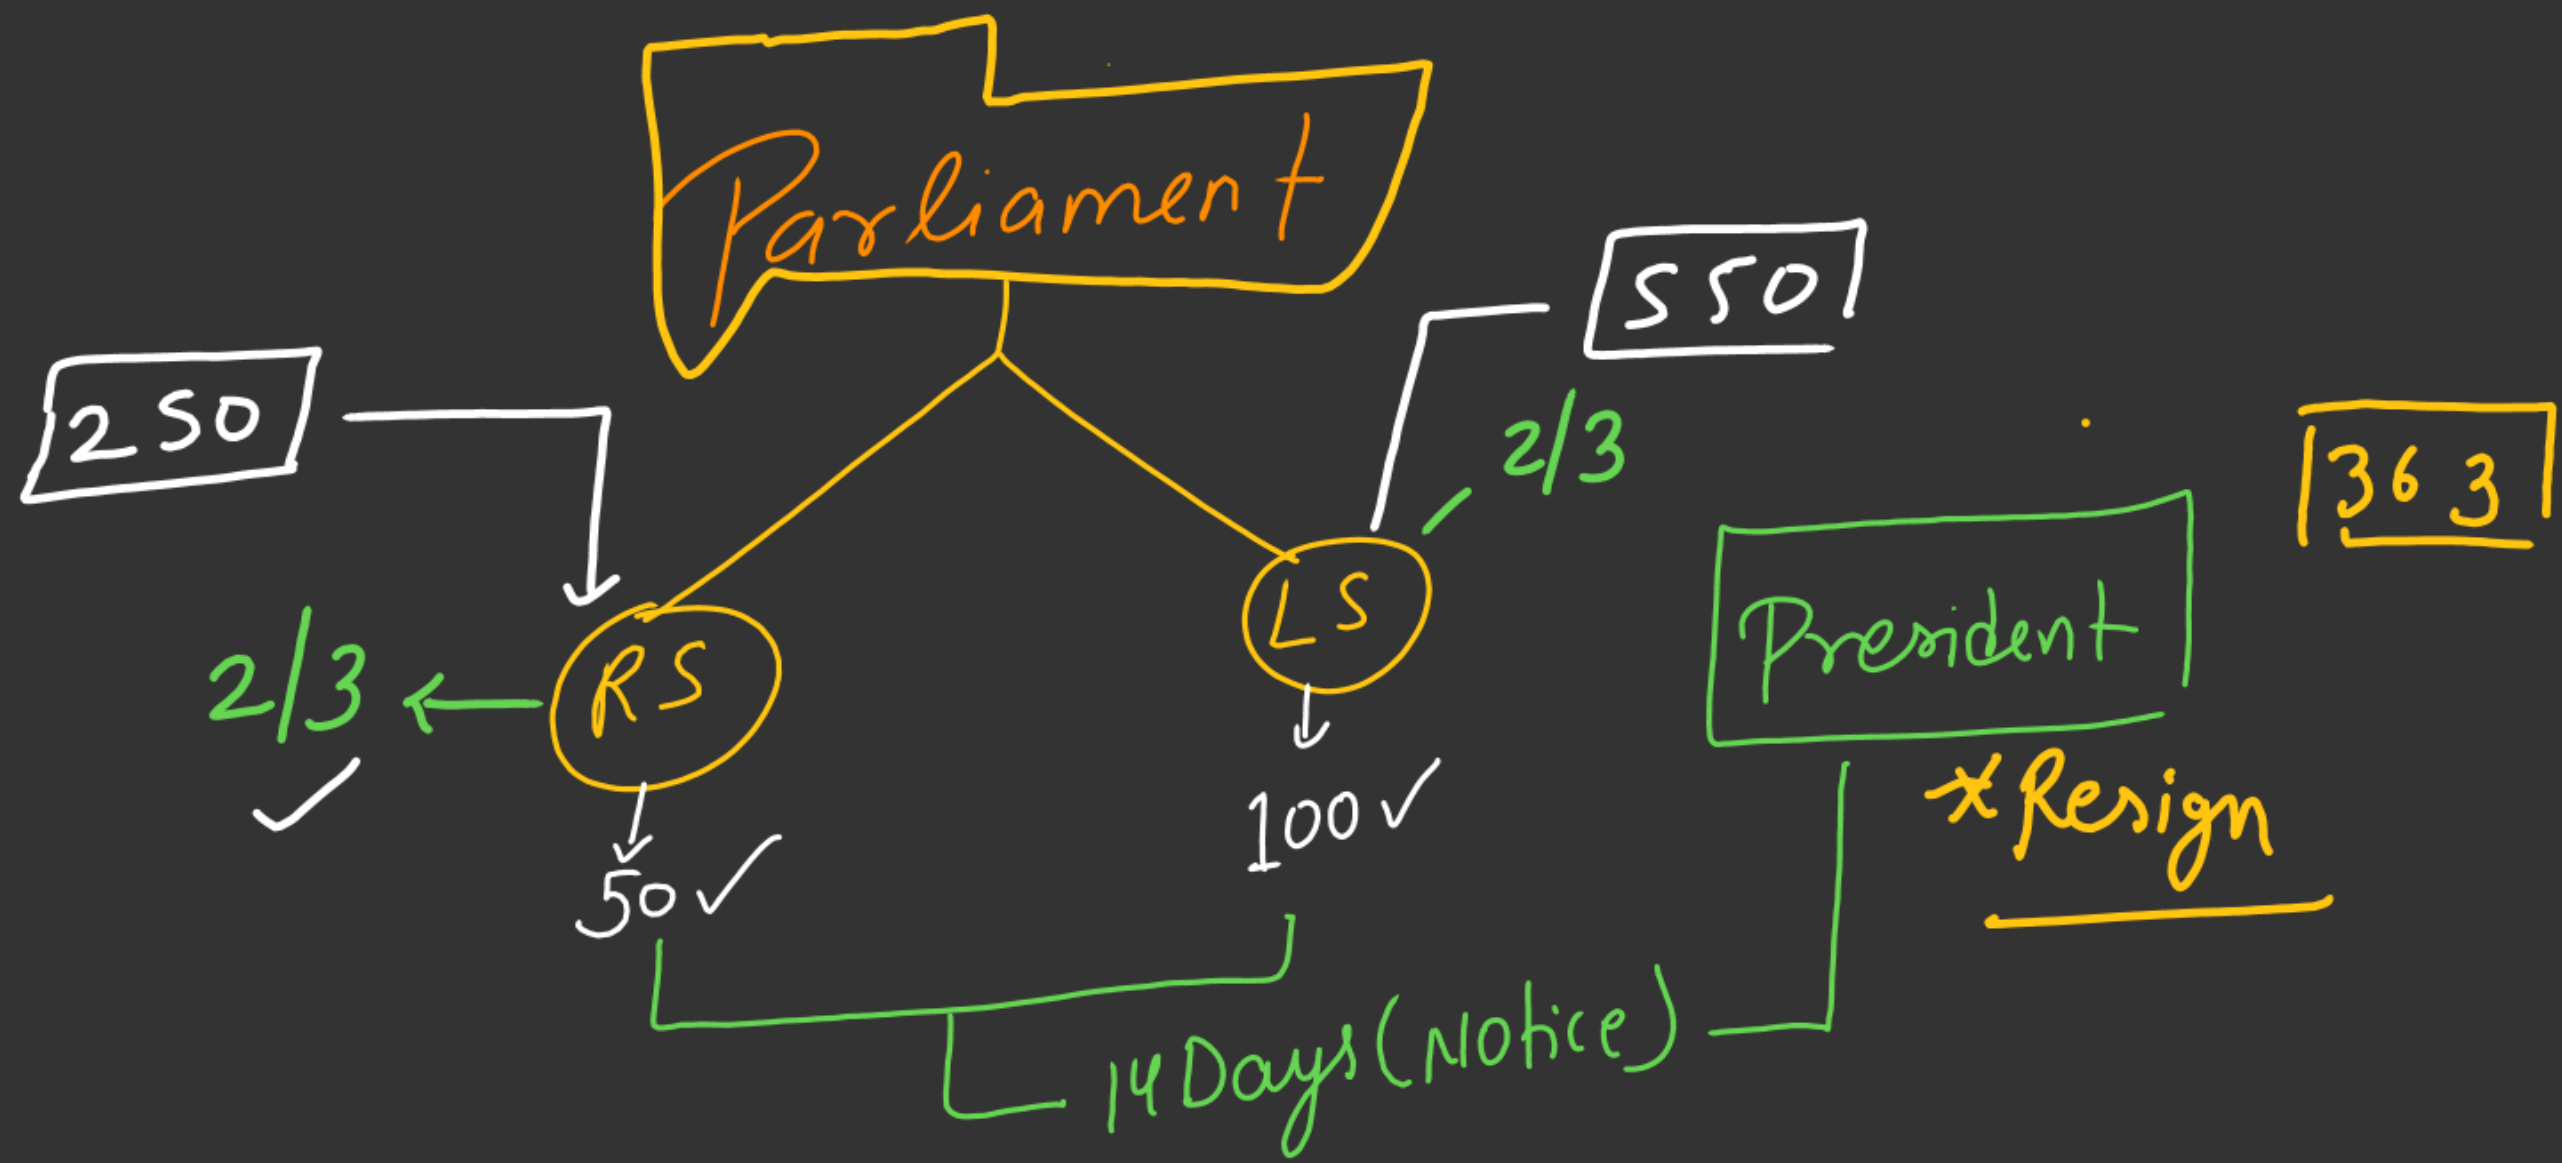 Parliament
550
250
2/3
363
LS
President
RS
2/3
*Resign
100✓
50✓
14 Days (Notice)